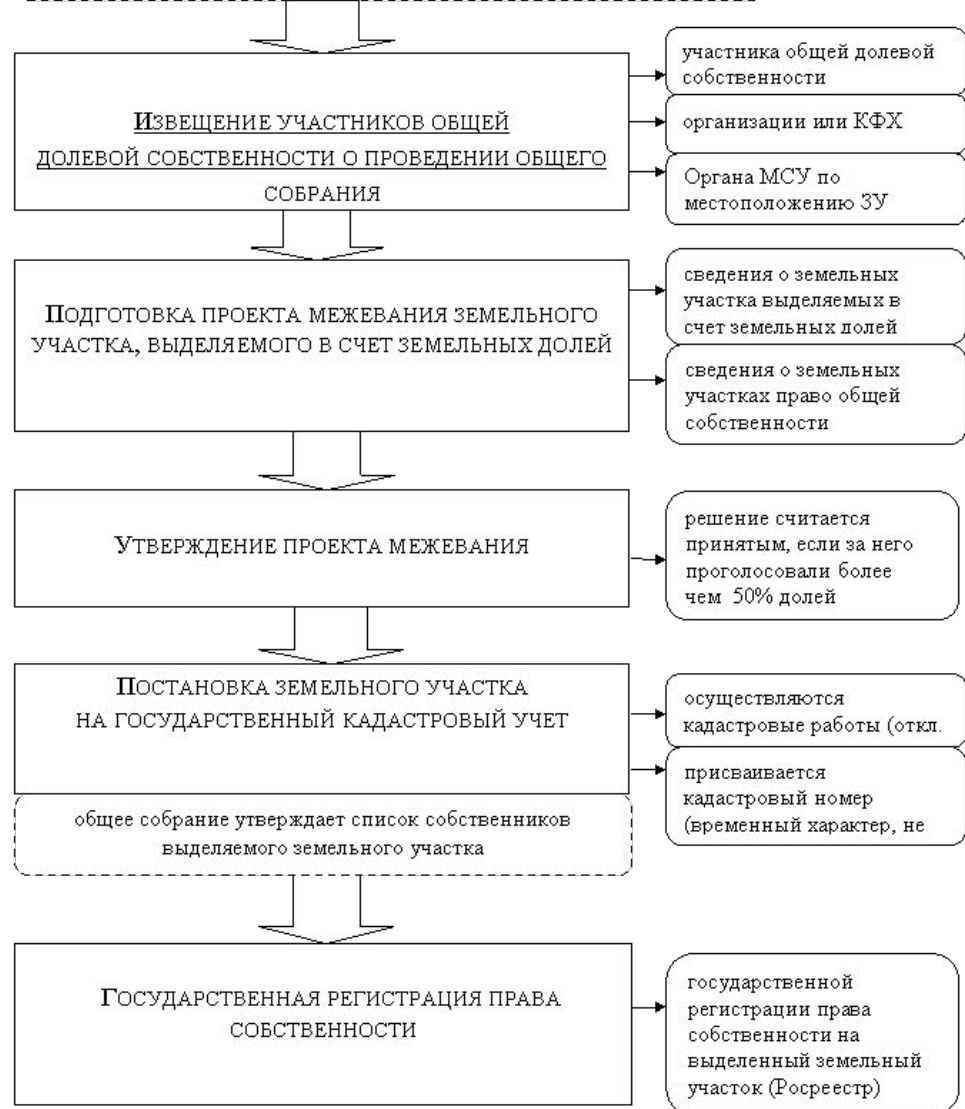 ИЗВЕЩЕНИЕ УЧАСТНИКОВ ОБЩЕЙ
ДОЛЕВОЙ СОБСТВЕННОСТИ О ПРОВЕДЕНИИ ОБЩЕГО
СОБРАНИЯ
участника общей долевой
собственности
организации или КФХ
Органа МСУ по
местоположению ЗУ
ПОДГОТОВКА ПРОЕКТА МЕЖЕВАНИЯ ЗЕМЕЛЬНОГО
УЧАСТКА, ВЫДЕЛЯЕМОГО В СЧЕТ ЗЕМЕЛЬНЫХ ДОЛЕЙ
сведения о земельных
участка выделяемых в
счет земельных долей
сведения о земельных
участках право общей
собственности
УТВЕРЖДЕНИЕ ПРОЕКТА МЕЖЕВАНИЯ
решение считается
принятым, если за него
проголосовали более
чем 50% долей
ПОСТАНОВКА ЗЕМЕЛЬНОГО УЧАСТКА
НА ГОСУДАРСТВЕННЫЙ КАДАСТРОВЫЙ УЧЕТ
осуществляются
кадастровые работы (откл.
присваивается
кадастровый номер
(временный характер, не
общее собрание утверждает список собственников
выделяемого земельного участка
ГОСУДАРСТВЕННАЯ РЕГИСТРАЦИЯ ПРАВА
СОБСТВЕННОСТИ
государственной
регистрации права
собственности на
выделенный земельный
участок (Росреестр)